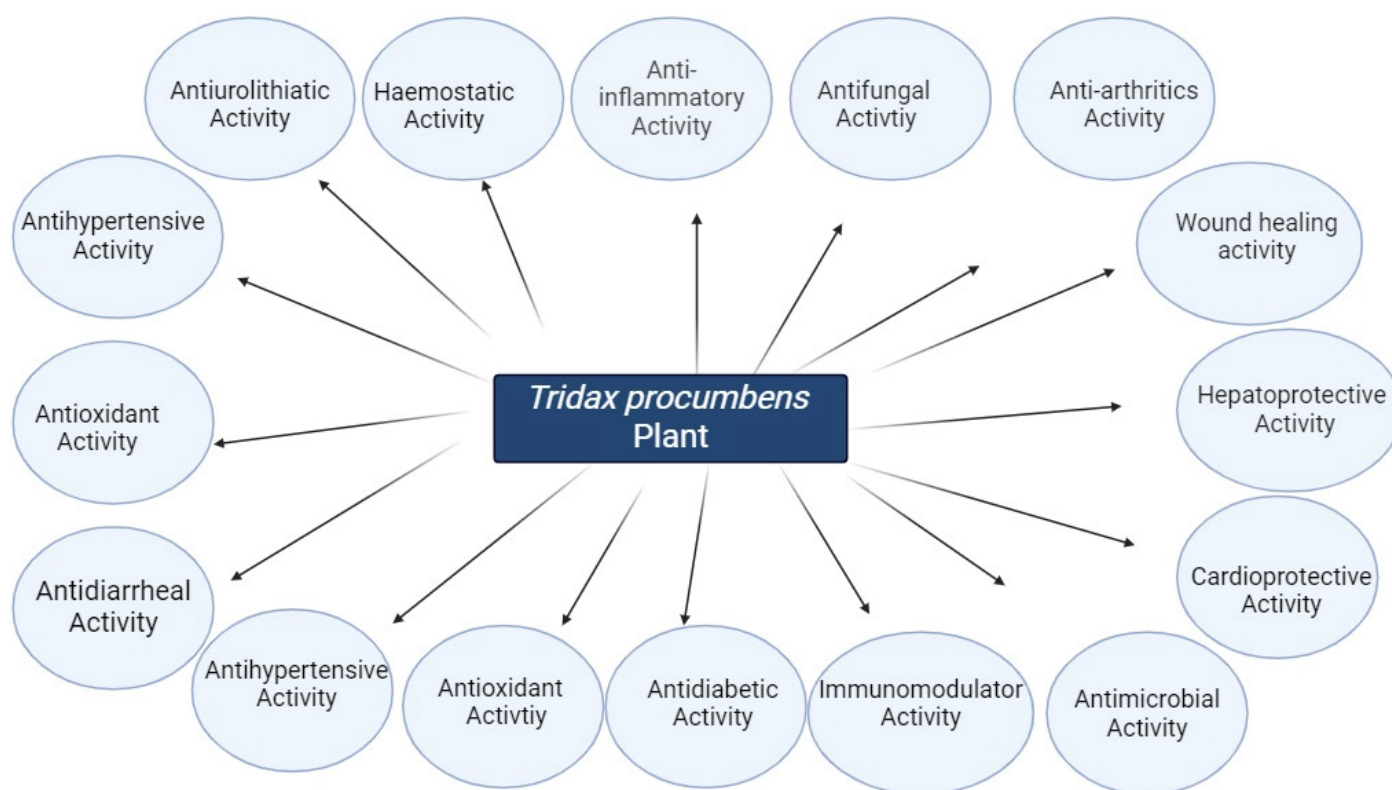 Antiurolithiatic
Activity
Haemostatic
Activity
Anti-
inflammatory
Activity
Antifungal
Activtiy
Anti-arthritics
Activity
Antihypertensive
Activity
Wound healing
activity
Tridax procumbens
Plant
Hepatoprotective
Activity
Antioxidant
Activity
Cardioprotective
Activity
Antidiarrheal
Activity
Antihypertensive
Activity
Antioxidant
Activtiy
Antidiabetic
Activity
Immunomodulator
Activity
Antimicrobial
Activity